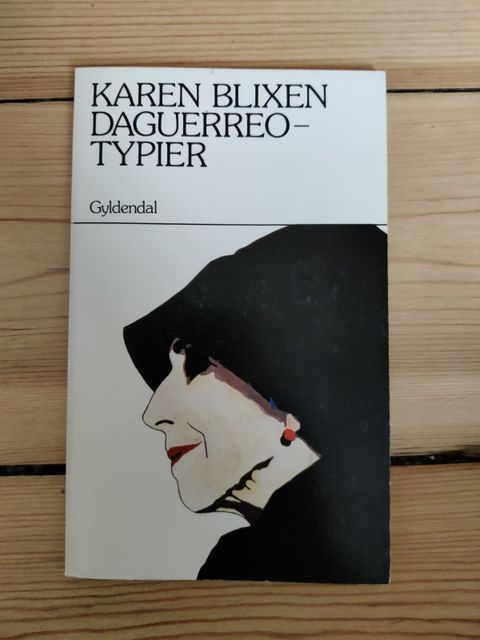 KAREN BLIXEN
DAGUERREO–
TYPIER
Gyldendal